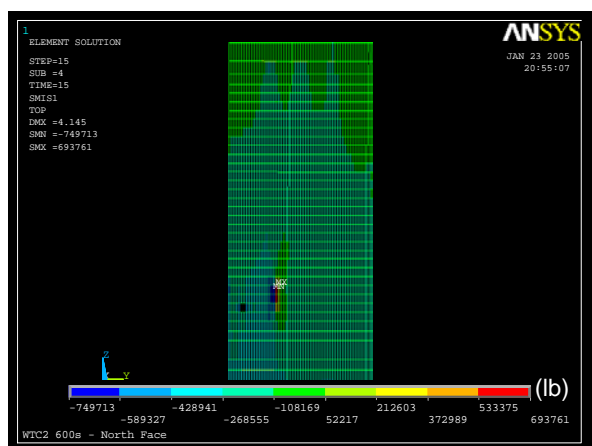 1
ELEMENT SOLUTION
ANSYS
STEP=15
SUB =4
TIME=15
SMIS1
TOP
DMX =4.145
SMN =-749713
SMX =693761
JAN 23 2005
20:55:07
MX
MN
Z
Y
(lb)
-749713 -428941 -108169 212603 533375
-589327 -268555 52217 372989 693761
WTC2 600s - North Face